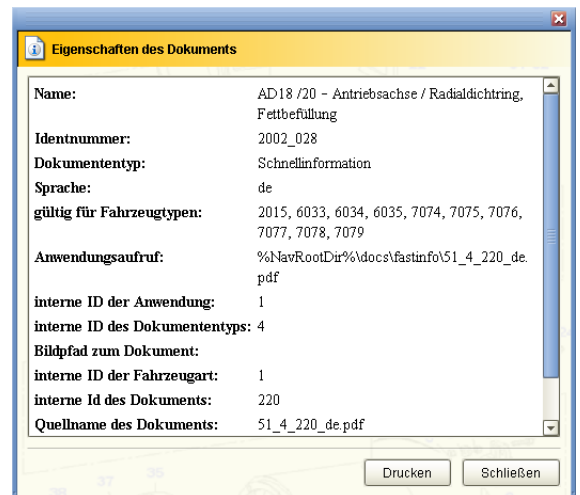 Eigenschaften des Dokuments
Name: AD18 /20 - Antriebsachse / Radialdichtring,
Fettbefüllung
Identnummer: 2002_028
Dokumententyp: Schnellinformation
Sprache: de
gültig für Fahrzeugtypen: 2015, 6033, 6034, 6035, 7074, 7075, 7076,
7077, 7078, 7079
Anwendungsaufruf: %NavRootDir%\docs\fastinfo\51_4_220_de.
pdf
interne ID der Anwendung: 1
interne ID des Dokumententyps: 4
Bildpfad zum Dokument:
interne ID der Fahrzeugart: 1
interne Id des Dokuments: 220
Quellname des Dokuments: 51_4_220_de.pdf
Drucken Schließen
37 35
38